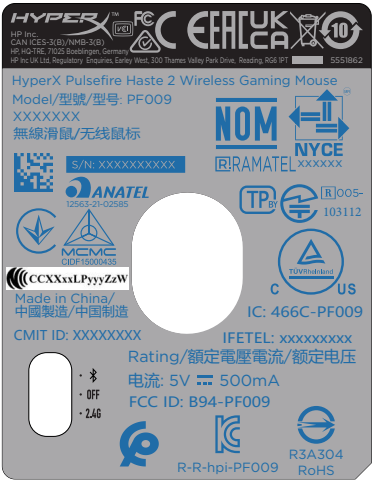 HYPERX
FC
VCI
CE
EAC
UK
CA
10
HP Inc.
CAN ICES-3(B)/NMB-3(B)
HP, HQ-TRE, 71025 Boeblingen, Germany
HP Inc UK Ltd, Regulatory Enquiries, Earley West, 300 Thames Valley Park Drive, Reading, RG6 1PT
5551862
HyperX Pulsefire Haste 2 Wireless Gaming Mouse
Model/型號/型号: PF009
XXXXXXX
無線滑鼠/无线鼠标
NOM
NYCE
S/N: XXXXXXXXXX
RAMATEL
XXXXXX
ANATEL
12563-21-02585
TP
BY
R 005-
103112
MCMC
CIDF15000435
CCXXxxLPyyyZzW
TÜVRheinland
C US
Made in China/
中國製造/中国制造
IC: 466C-PF009
CMIT ID: XXXXXXXX
IFETEL: xxxxxxxxx
Rating/額定電壓電流/额定电压
电流: 5V ⎓ 500mA
· OFF
· 2.4G
FCC ID: B94-PF009
R-R-hpi-PF009
R3A304
RoHS